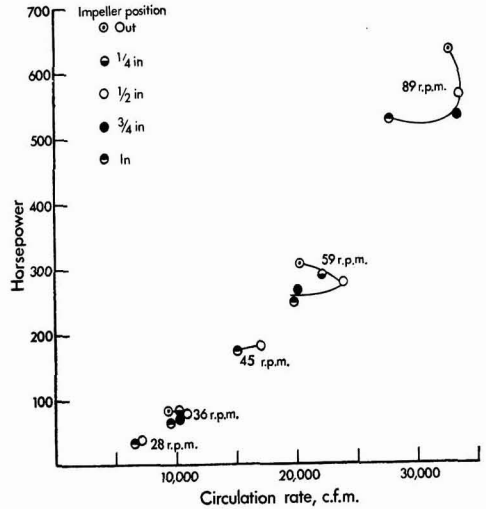 Impeller position
Out
1/4 in
1/2 in
3/4 in
In
700
600
500
400
300
200
100
Horsepower
89 r.p.m.
59 r.p.m.
45 r.p.m.
36 r.p.m.
28 r.p.m.
10,000
20,000
30,000
Circulation rate, c.f.m.